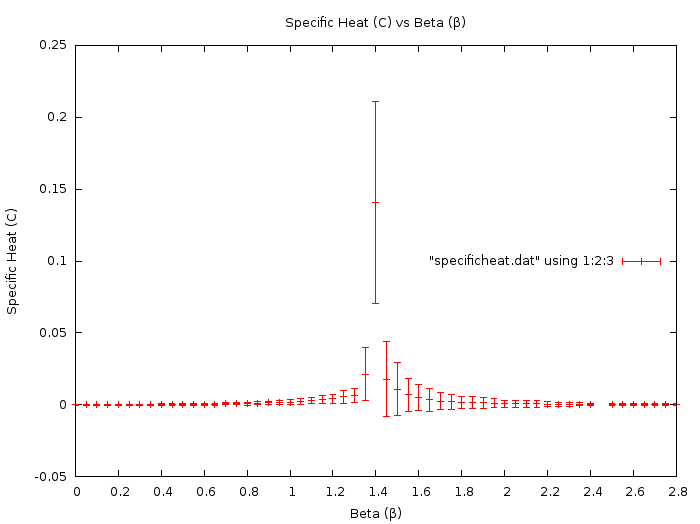 Specific Heat (C) vs Beta (β)
0.25
0.2
0.15
0.1
0.05
0
-0.05
Specific Heat (C)
"specificheat.dat" using 1:2:3
0 0.2 0.4 0.6 0.8 1 1.2 1.4 1.6 1.8 2 2.2 2.4 2.6 2.8
Beta (β)